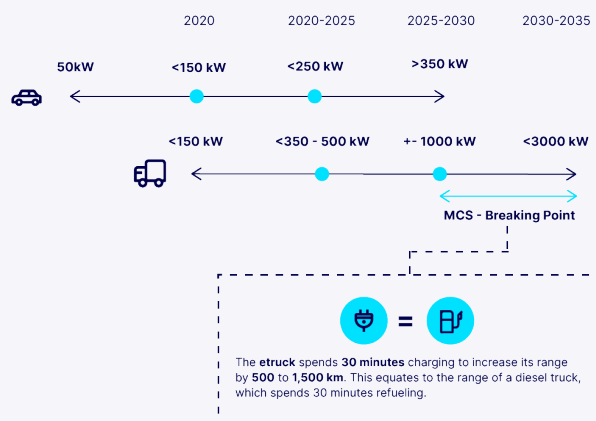 2020 2020-2025 2025-2030 2030-2035
50kW <150 kW <250 kW >350 kW
<150 kW <350 - 500 kW +- 1000 kW <3000 kW
MCS - Breaking Point
=
The etruck spends 30 minutes charging to increase its range
by 500 to 1,500 km. This equates to the range of a diesel truck,
which spends 30 minutes refueling.